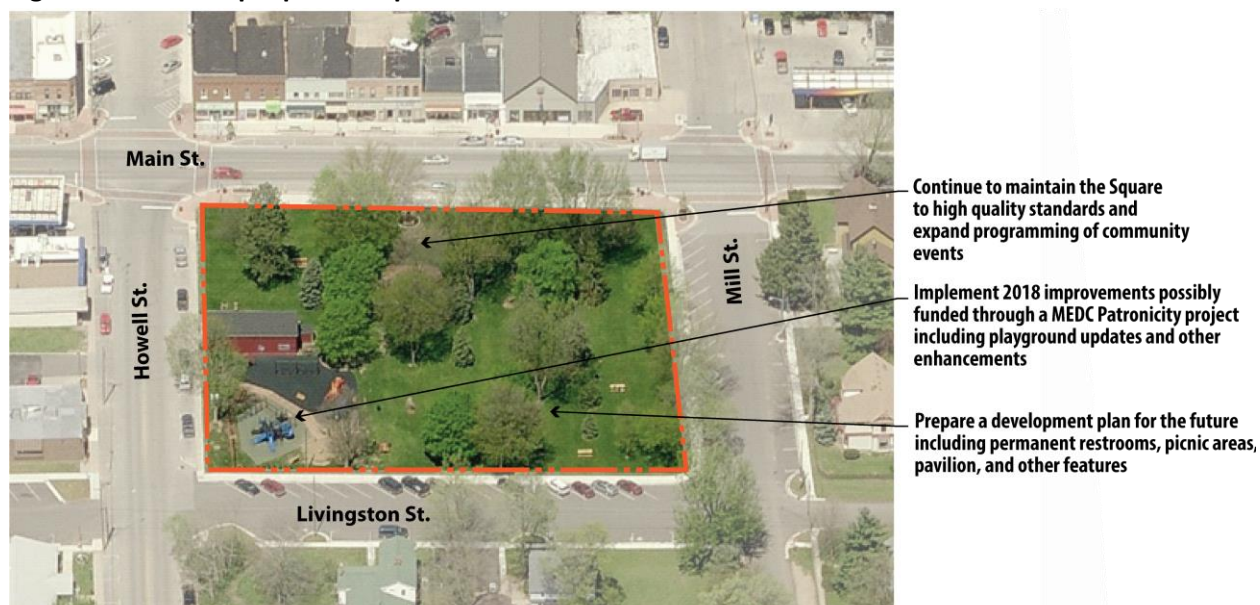 Main St.
Howell St.
Mill St.
Livingston St.
Continue to maintain the Square
to high quality standards and
expand programming of community
events
Implement 2018 improvements possibly
funded through a MEDC Patronicity project
including playground updates and other
enhancements
Prepare a development plan for the future
including permanent restrooms, picnic areas,
pavilion, and other features